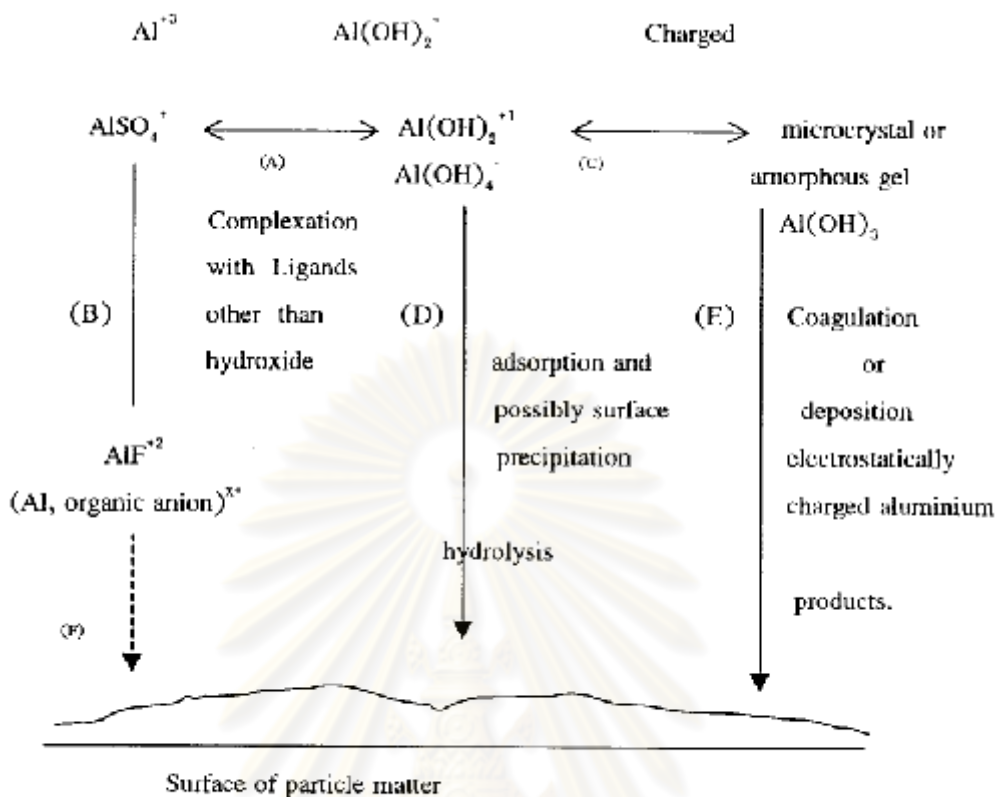 Al⁺³ Al(OH)₂⁻ Charged
AlSO₄⁺ Al(OH)₂⁺¹ microcrystal or
(A) Al(OH)₄⁻ (C) amorphous gel
Complexation Al(OH)₃
with Ligands
(B) other than (D) (E) Coagulation
hydroxide or
adsorption and
possibly surface deposition
precipitation electrostatically
AlF⁺²
(Al, organic anion)ˣ⁺ charged aluminium
hydrolysis
products.
(F)
Surface of particle matter